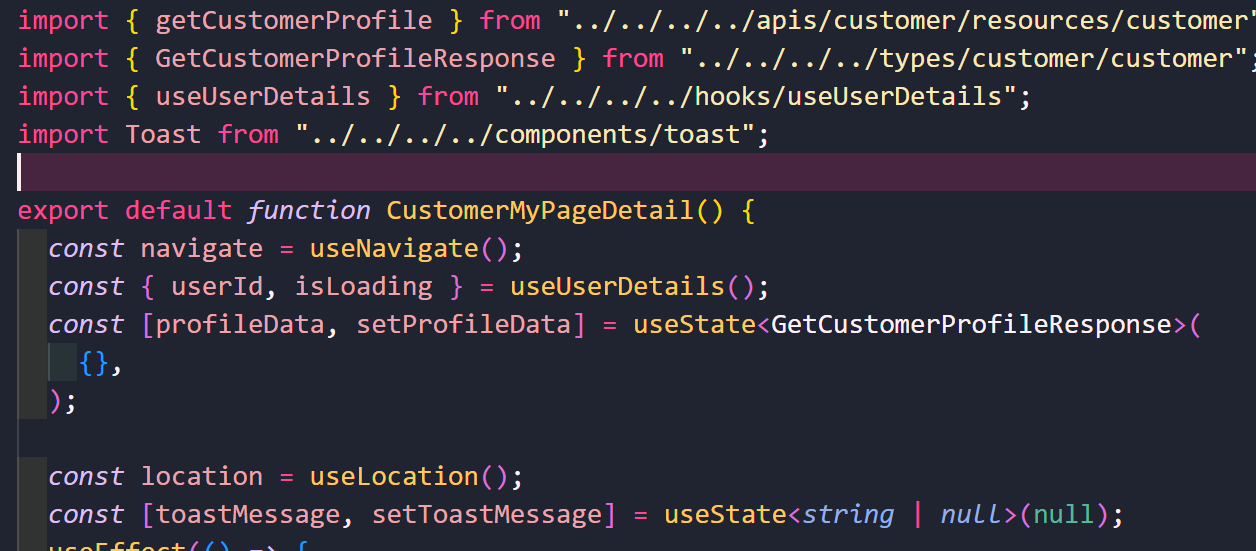 import { getCustomerProfile } from "../../../../apis/customer/resources/customer"
import { GetCustomerProfileResponse } from "../../../../types/customer/customer";
import { useUserDetails } from "../../../../hooks/useUserDetails";
import Toast from "../../../../components/toast";
export default function CustomerMyPageDetail() {
const navigate = useNavigate();
const { userId, isLoading } = useUserDetails();
const [profileData, setProfileData] = useState<GetCustomerProfileResponse>(
{},
);
const location = useLocation();
const [toastMessage, setToastMessage] = useState<string | null>(null);
useEffect(() => {